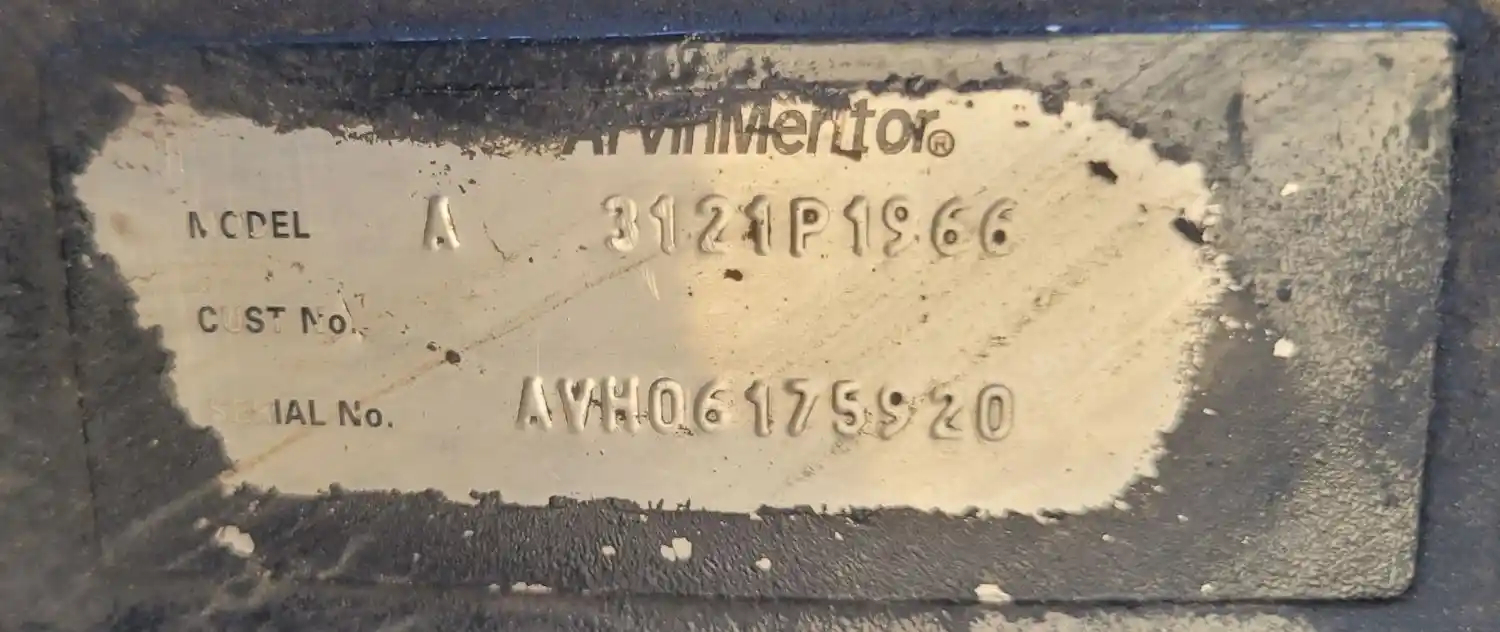 ArvinMeritor®
MODEL A 3121P1966
CUST No.
SERIAL No. AVH06175920